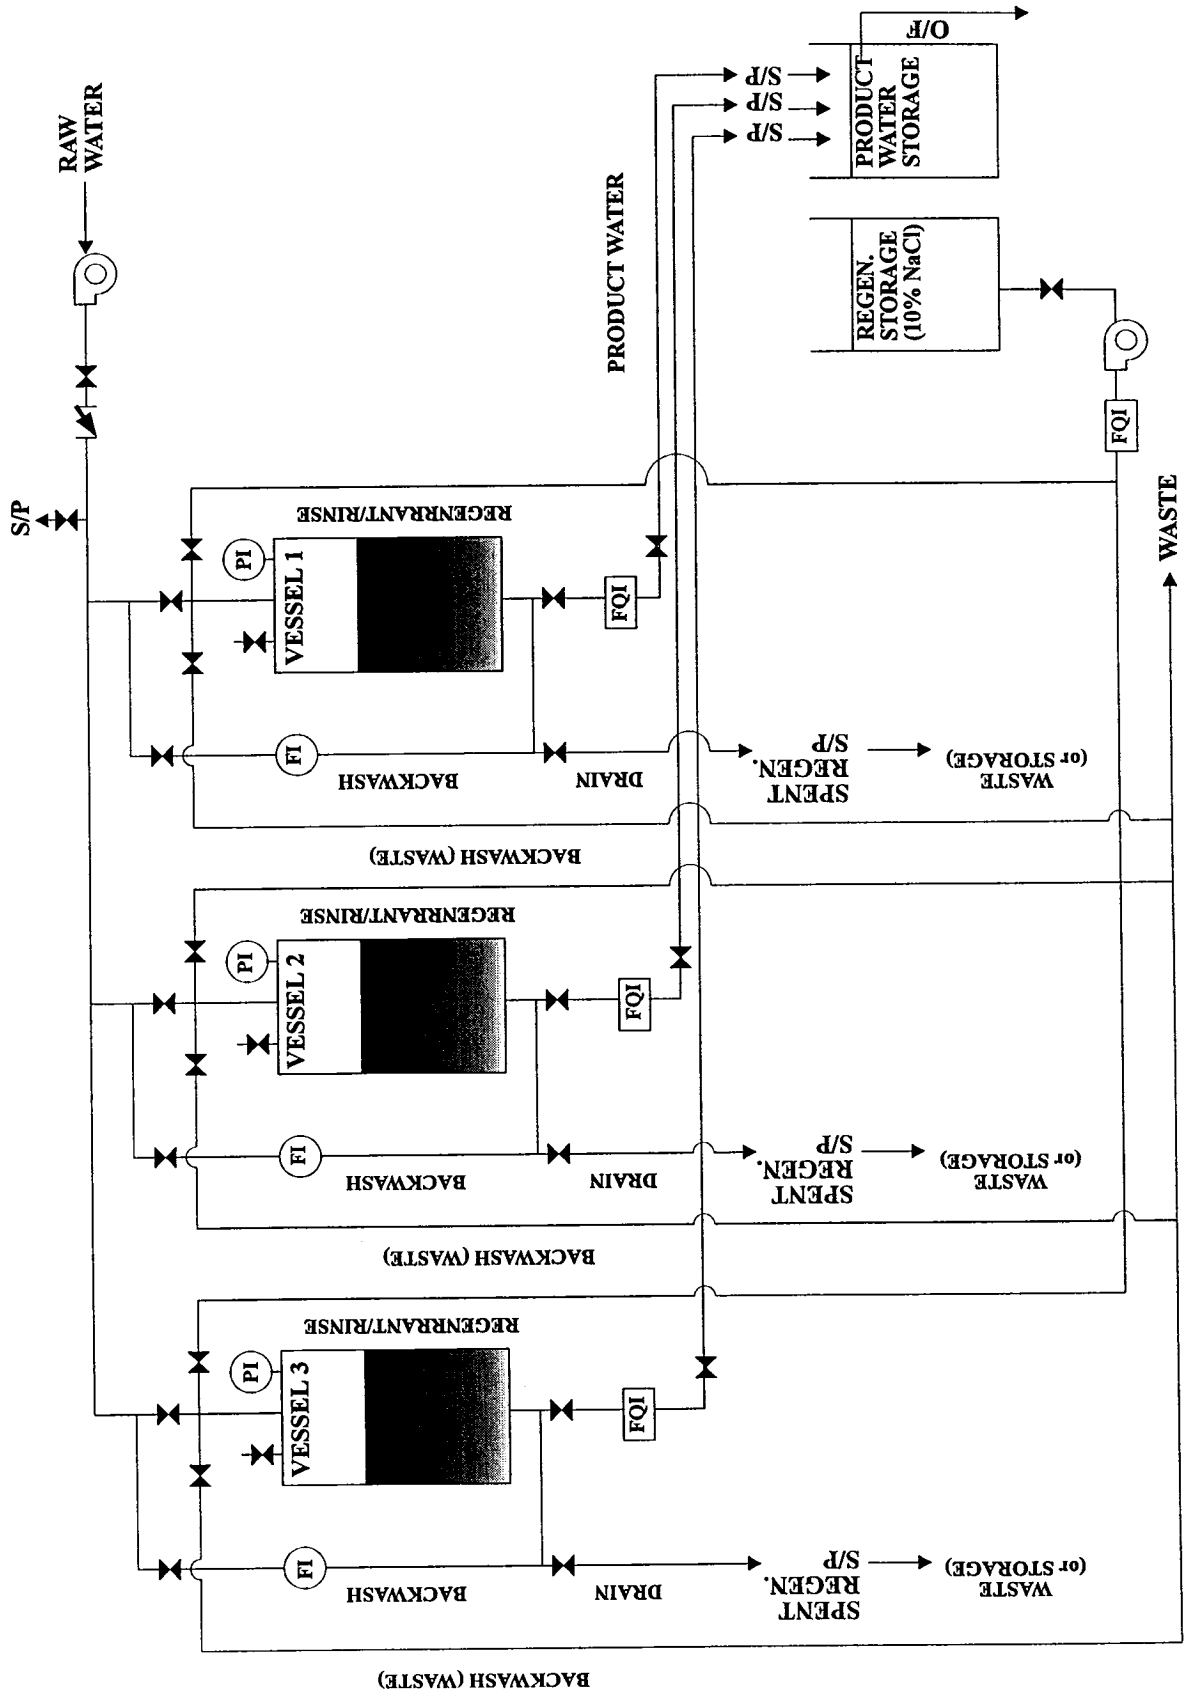 RAW
WATER
S/P
REGENRRANT/RINSE
PI
VESSEL 1
FI
BACKWASH
DRAIN
FQI
SPENT
REGEN.
S/P
WASTE
(or STORAGE)
BACKWASH (WASTE)
REGENRRANT/RINSE
PI
VESSEL 2
FI
BACKWASH
DRAIN
FQI
SPENT
REGEN.
S/P
WASTE
(or STORAGE)
BACKWASH (WASTE)
REGENRRANT/RINSE
PI
VESSEL 3
FI
BACKWASH
DRAIN
FQI
SPENT
REGEN.
S/P
WASTE
(or STORAGE)
BACKWASH (WASTE)
PRODUCT WATER
S/P
S/P
S/P
O/F
PRODUCT
WATER
STORAGE
REGEN.
STORAGE
(10% NaCl)
FQI
WASTE